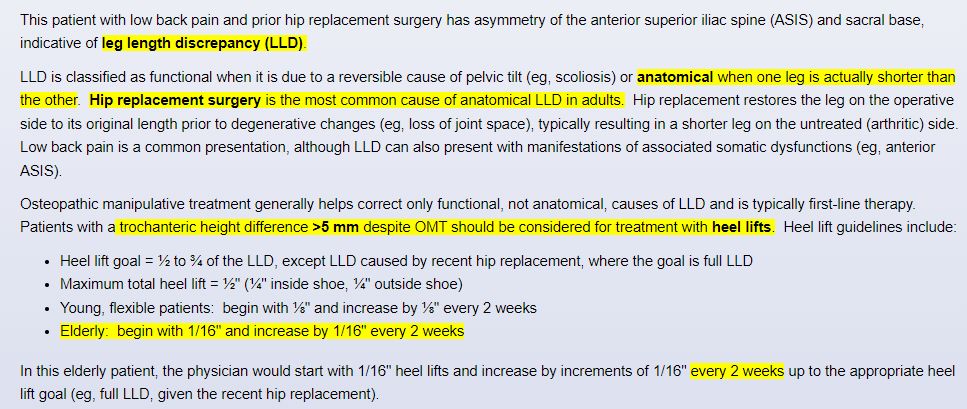 This patient with low back pain and prior hip replacement surgery has asymmetry of the anterior superior iliac spine (ASIS) and sacral base,
indicative of leg length discrepancy (LLD).
LLD is classified as functional when it is due to a reversible cause of pelvic tilt (eg, scoliosis) or anatomical when one leg is actually shorter than
the other. Hip replacement surgery is the most common cause of anatomical LLD in adults. Hip replacement restores the leg on the operative
side to its original length prior to degenerative changes (eg, loss of joint space), typically resulting in a shorter leg on the untreated (arthritic) side.
Low back pain is a common presentation, although LLD can also present with manifestations of associated somatic dysfunctions (eg, anterior
ASIS).
Osteopathic manipulative treatment generally helps correct only functional, not anatomical, causes of LLD and is typically first-line therapy.
Patients with a trochanteric height difference >5 mm despite OMT should be considered for treatment with heel lifts. Heel lift guidelines include:
• Heel lift goal = ½ to ¾ of the LLD, except LLD caused by recent hip replacement, where the goal is full LLD
• Maximum total heel lift = ½" (¼" inside shoe, ¼" outside shoe)
• Young, flexible patients: begin with ⅛" and increase by ⅛" every 2 weeks
• Elderly: begin with 1/16" and increase by 1/16" every 2 weeks
In this elderly patient, the physician would start with 1/16" heel lifts and increase by increments of 1/16" every 2 weeks up to the appropriate heel
lift goal (eg, full LLD, given the recent hip replacement).